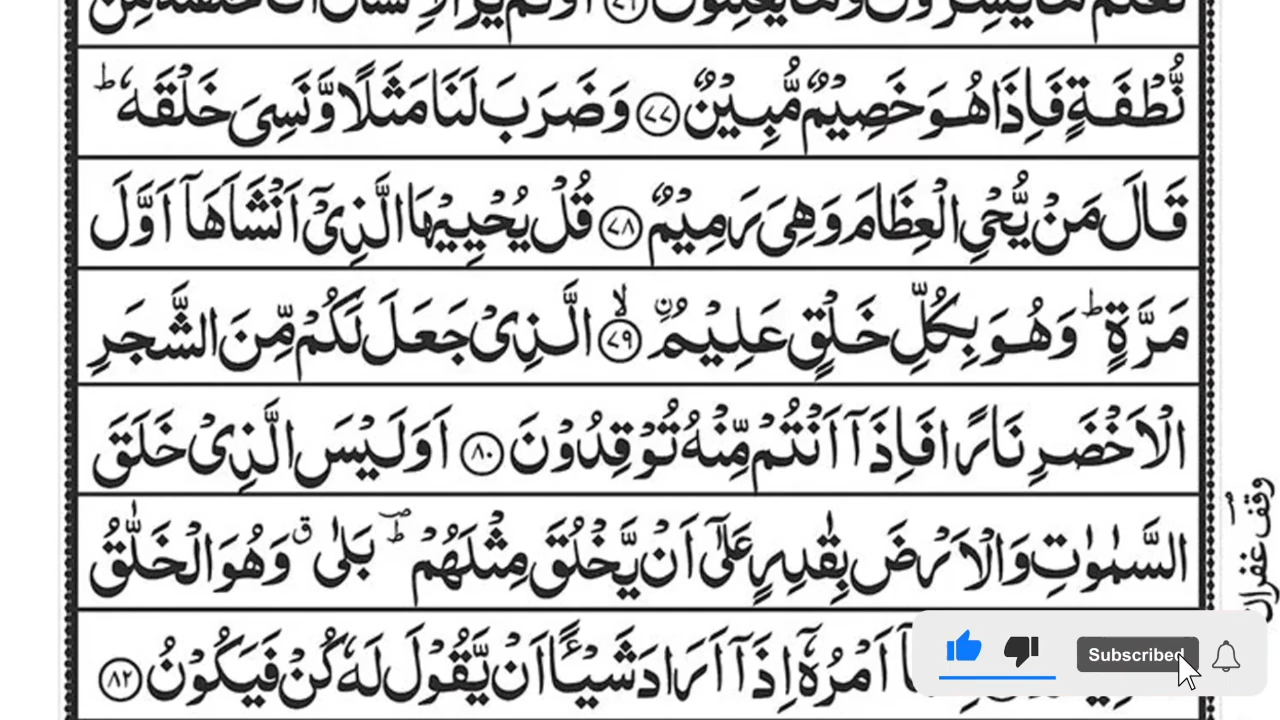 نُّطْفَةٍ فَاِذَا هُوَ خَصِيْمٌ مُّبِيْنٌ ۝٧٧ وَضَرَبَ لَنَا مَثَلًا وَّنَسِىَ خَلْقَهٗ ؕ
قَالَ مَنْ يُّحْىِ الْعِظَامَ وَهِىَ رَمِيْمٌ ۝٧٨ قُلْ يُحْيِيْهَا الَّذِىْۤ اَنْشَاَهَاۤ اَوَّلَ
مَرَّةٍ ؕ وَهُوَ بِكُلِّ خَلْقٍ عَلِيْمُ ۨ ۝٧٩ۙ الَّذِىْ جَعَلَ لَكُمْ مِّنَ الشَّجَرِ
الْاَخْضَرِ نَارًا فَاِذَاۤ اَنْتُمْ مِّنْهُ تُوْقِدُوْنَ ۝٨٠ اَوَلَيْسَ الَّذِىْ خَلَقَ
السَّمٰوٰتِ وَالْاَرْضَ بِقٰدِرٍ عَلٰٓى اَنْ يَّخْلُقَ مِثْلَهُمْ ؕ بَلٰى ۗ وَهُوَ الْخَلّٰقُ
اَمْرُهٗۤ اِذَاۤ اَرَادَ شَيْـًٔا اَنْ يَّقُوْلَ لَهٗ كُنْ فَيَكُوْنُ ۝٨٢
وقف غفران
Subscribed